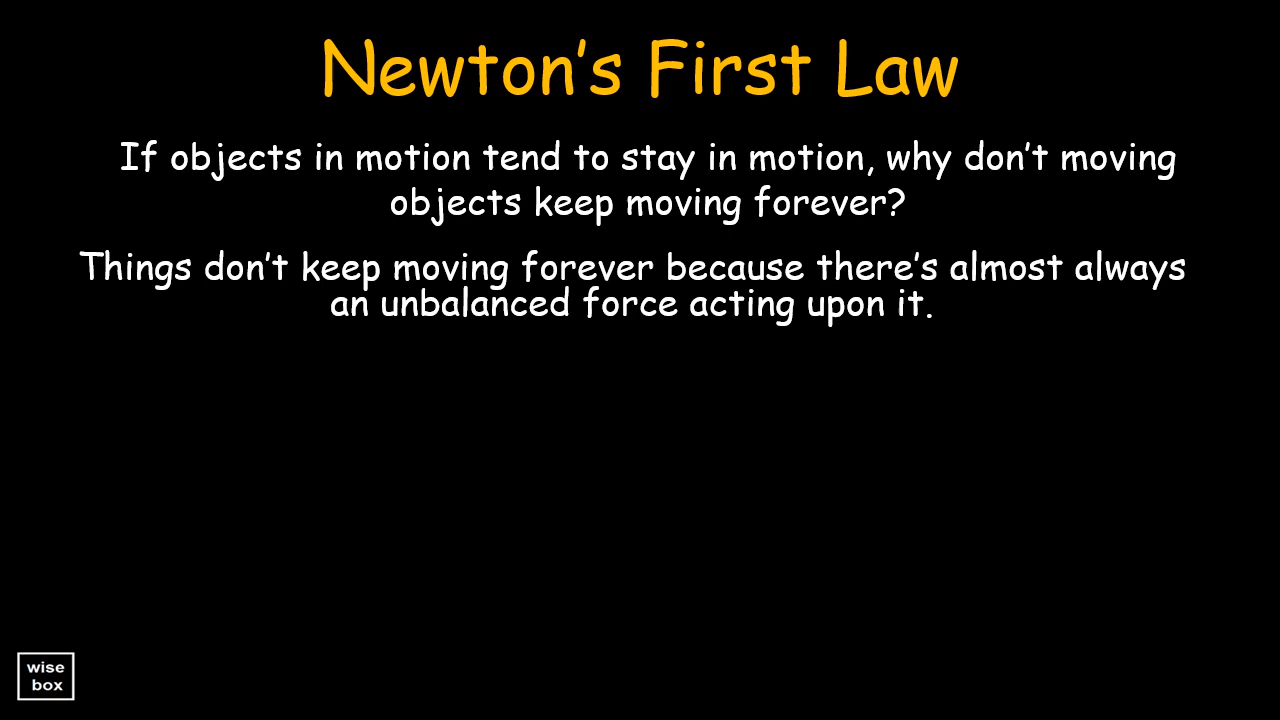 Newton’s First Law
If objects in motion tend to stay in motion, why don’t moving
objects keep moving forever?
Things don’t keep moving forever because there’s almost always
an unbalanced force acting upon it.
wise
box